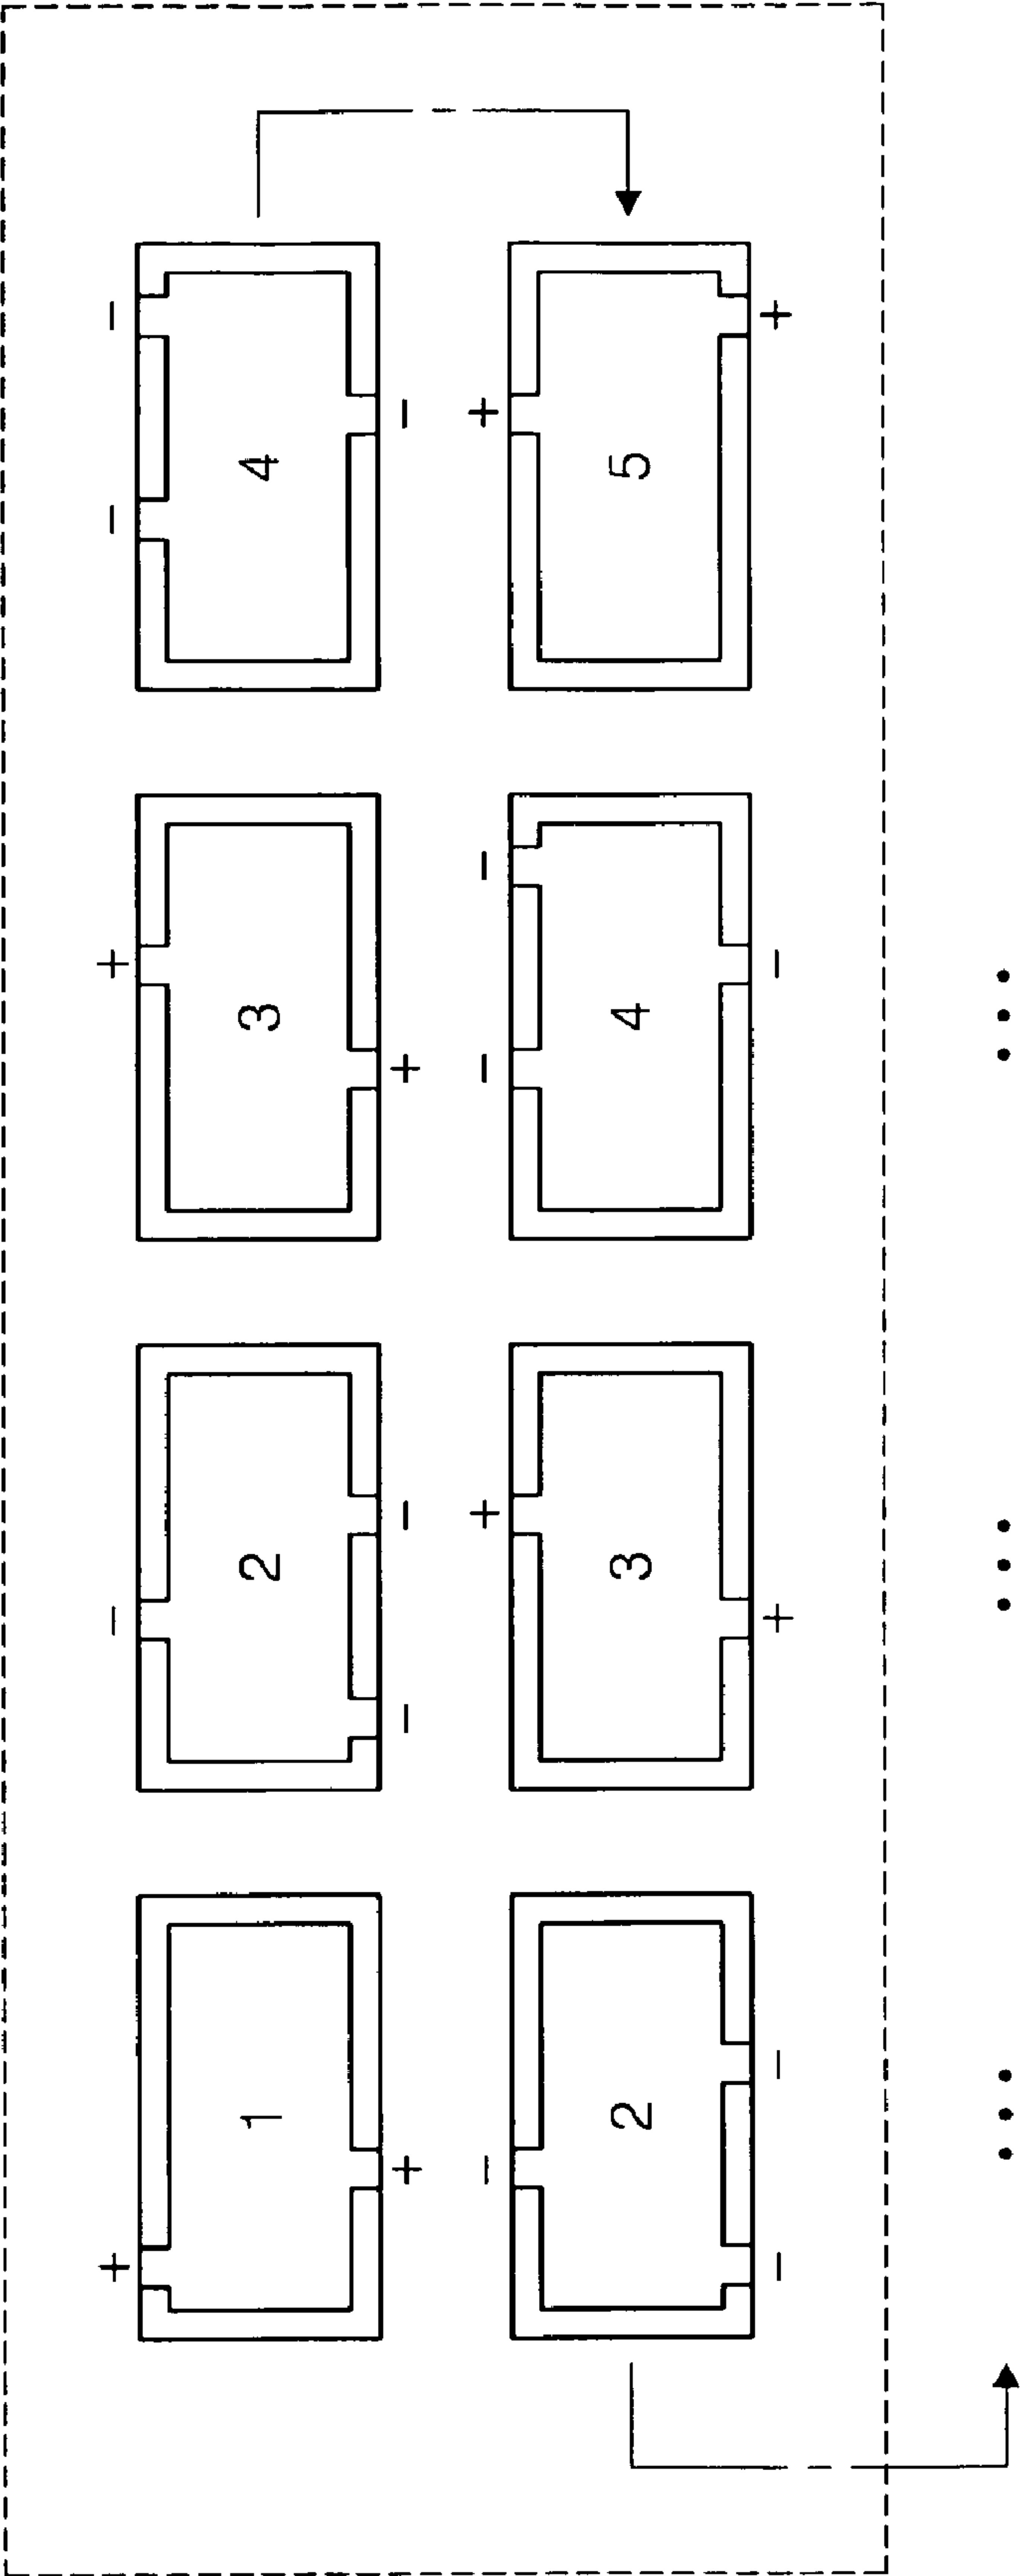 + − + − −
1 2 3 4
+ − − + −
− + − − +
2 3 4 5
− − + − +
... ... ...